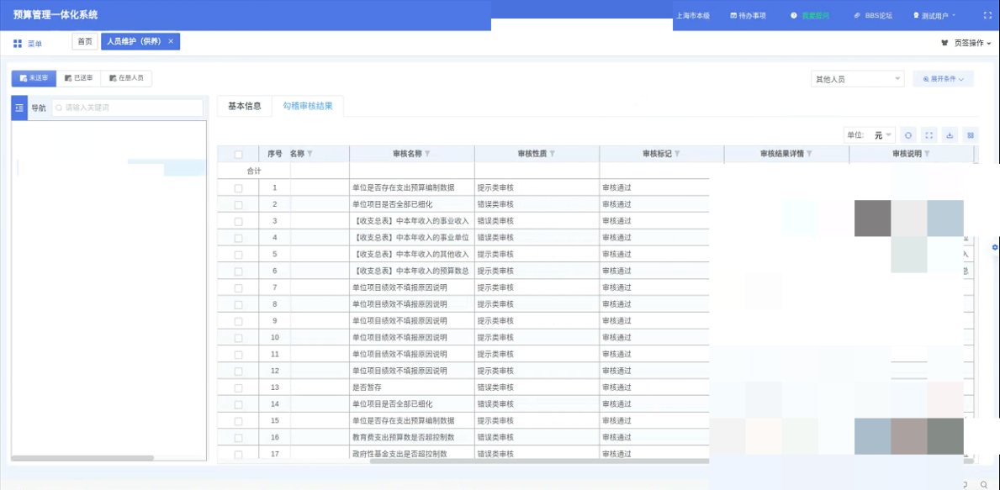 预算管理一体化系统
上海市本级 待办事项 我要提问 BBS论坛 测试用户
菜单 首页 人员维护（供养） × 页签操作
未送审 已送审 在册人员 其他人员 展开条件
导航 请输入关键词 基本信息 勾稽审核结果
单位: 元
序号 名称 审核名称 审核性质 审核标记 审核结果详情 审核说明
合计
1 单位是否存在支出预算编制数据 提示类审核 审核通过
2 单位项目是否全部已细化 错误类审核 审核通过
3 【收支总表】中本年收入的事业收入 错误类审核 审核通过
4 【收支总表】中本年收入的事业单位 错误类审核 审核通过
5 【收支总表】中本年收入的其他收入 提示类审核 审核通过
6 【收支总表】中本年收入的预算数总 提示类审核 审核通过
7 单位项目绩效不填报原因说明 提示类审核 审核通过
8 单位项目绩效不填报原因说明 提示类审核 审核通过
9 单位项目绩效不填报原因说明 提示类审核 审核通过
10 单位项目绩效不填报原因说明 提示类审核 审核通过
11 单位项目绩效不填报原因说明 提示类审核 审核通过
12 单位项目绩效不填报原因说明 提示类审核 审核通过
13 是否暂存 错误类审核 审核通过
14 单位项目是否全部已细化 错误类审核 审核通过
15 单位是否存在支出预算编制数据 提示类审核 审核通过
16 教育费支出预算数是否超控制数 错误类审核 审核通过
17 政府性基金支出是否超控制数 错误类审核 审核通过